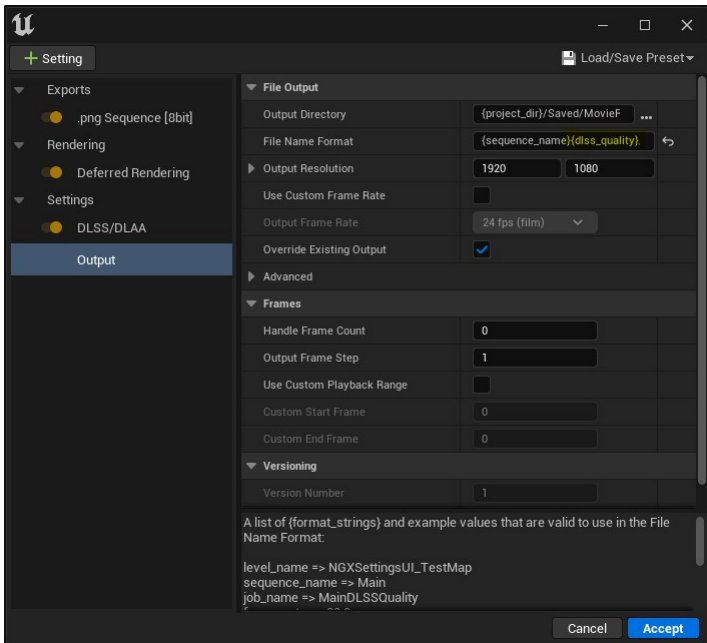 + Setting
Load/Save Preset
Exports
.png Sequence [8bit]
Rendering
Deferred Rendering
Settings
DLSS/DLAA
Output
File Output
Output Directory {project_dir}/Saved/MovieF ...
File Name Format {sequence_name}{dlss_quality}.
Output Resolution 1920 1080
Use Custom Frame Rate
Output Frame Rate 24 fps (film)
Override Existing Output
Advanced
Frames
Handle Frame Count 0
Output Frame Step 1
Use Custom Playback Range
Custom Start Frame 0
Custom End Frame 0
Versioning
Version Number 1
A list of {format_strings} and example values that are valid to use in the File
Name Format:
level_name => NGXSettingsUI_TestMap
sequence_name => Main
job_name => MainDLSSQuality
Cancel Accept